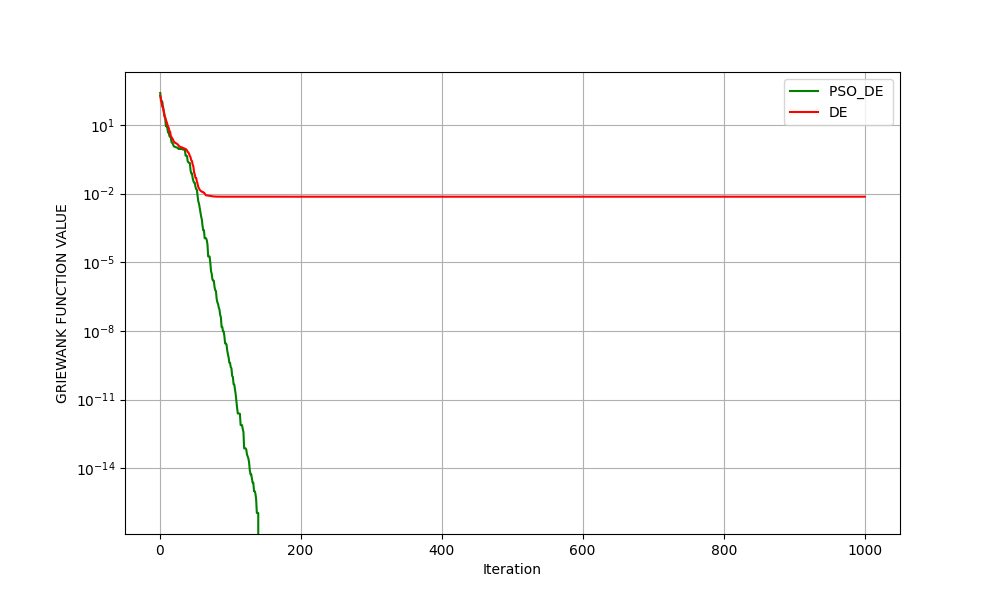 PSO_DE
DE
10^1
10^-2
10^-5
10^-8
10^-11
10^-14
GRIEWANK FUNCTION VALUE
0 200 400 600 800 1000
Iteration